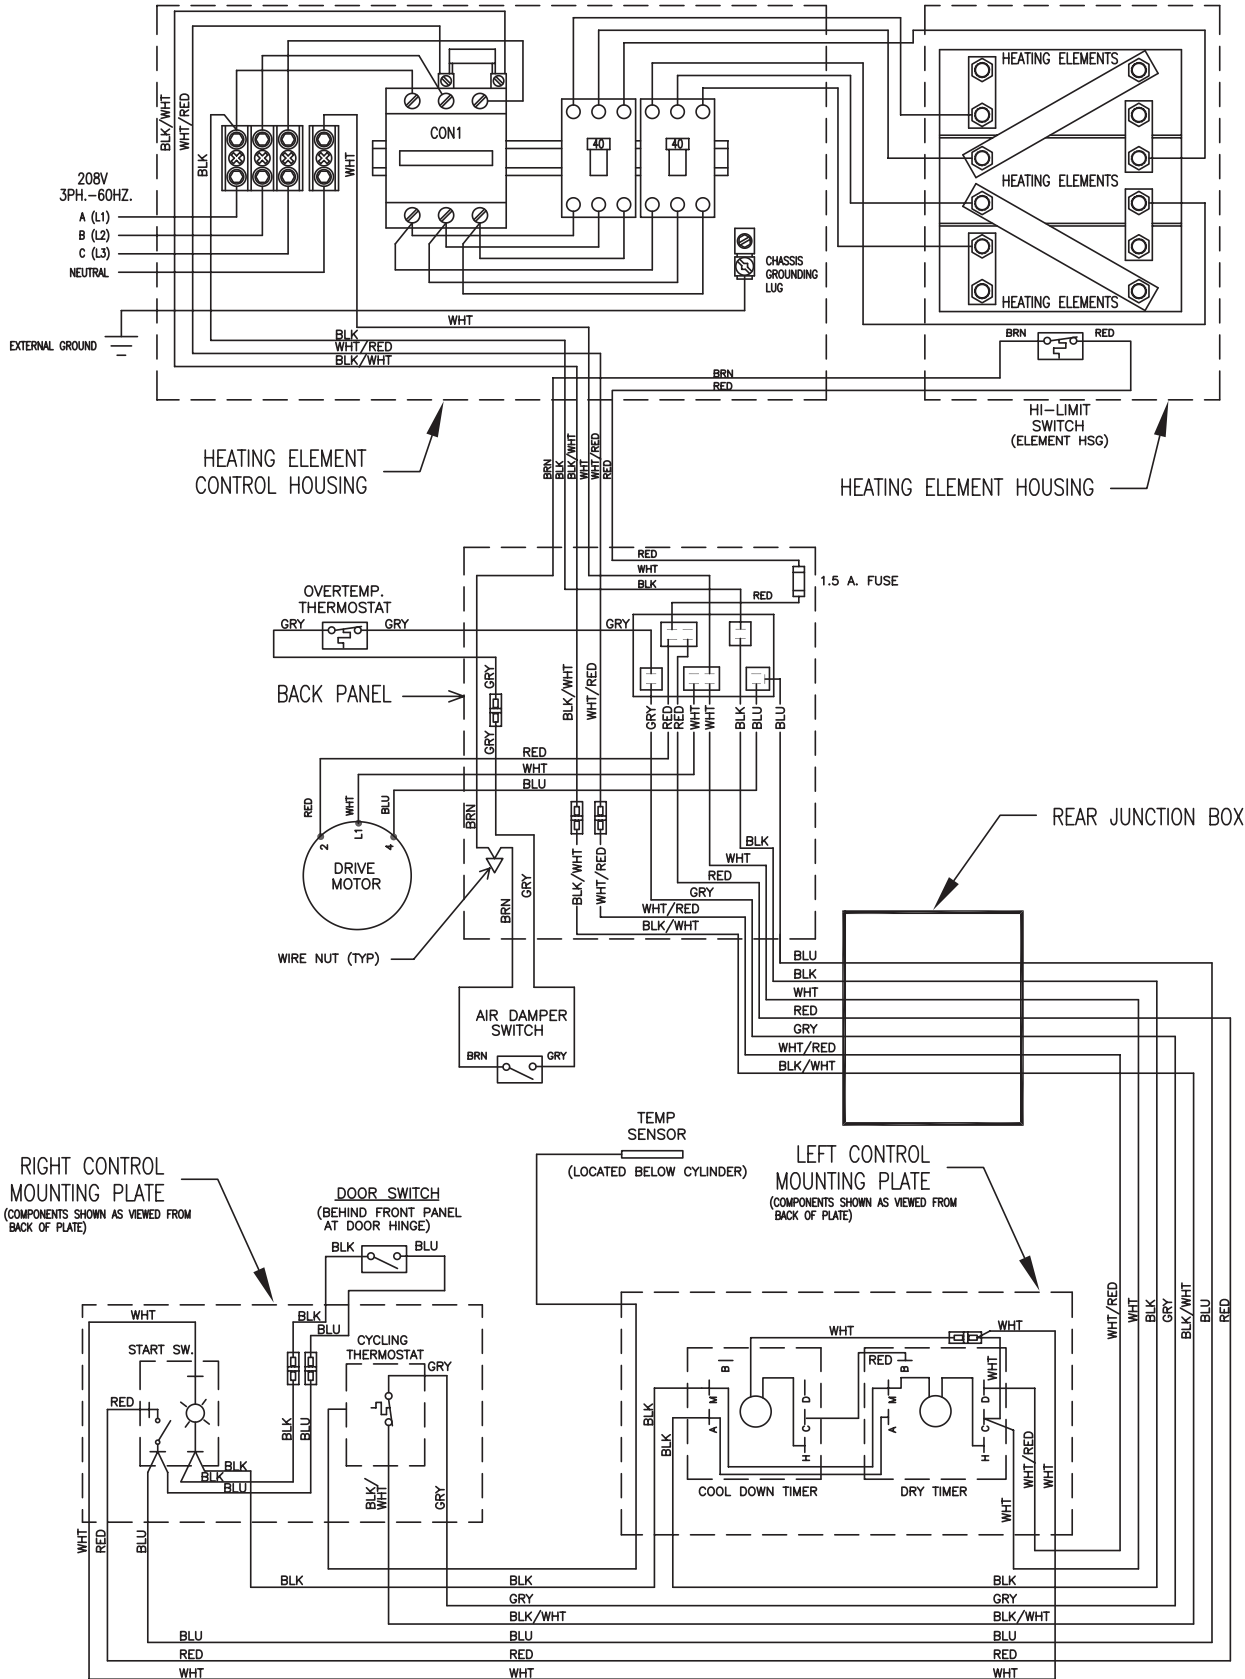 HEATING ELEMENTS
BLK/WHT
WHT/RED
BLK
WHT
CON1
40
40
HEATING ELEMENTS
HEATING ELEMENTS
208V
3PH.-60HZ.
A (L1)
B (L2)
C (L3)
NEUTRAL
CHASSIS
GROUNDING
LUG
EXTERNAL GROUND
WHT
BLK
WHT/RED
BLK/WHT
BRN
RED
BRN
RED
HI-LIMIT
SWITCH
(ELEMENT HSG)
HEATING ELEMENT
CONTROL HOUSING
HEATING ELEMENT HOUSING
BRN
BLK
BLK/WHT
WHT
WHT/RED
RED
RED
WHT
BLK
1.5 A. FUSE
RED
OVERTEMP.
THERMOSTAT
GRY
GRY
GRY
BACK PANEL
GRY
GRY
BLK/WHT
WHT/RED
GRY
RED
RED
WHT
WHT
BLK
BLU
BLU
RED
WHT
BLU
RED
WHT
BLU
2
L1
4
DRIVE
MOTOR
BRN
BRN
GRY
BLK/WHT
WHT/RED
BLK
WHT
RED
GRY
WHT/RED
BLK/WHT
WIRE NUT (TYP)
REAR JUNCTION BOX
BLU
BLK
WHT
RED
GRY
WHT/RED
BLK/WHT
AIR DAMPER
SWITCH
BRN
GRY
TEMP
SENSOR
(LOCATED BELOW CYLINDER)
RIGHT CONTROL
MOUNTING PLATE
(COMPONENTS SHOWN AS VIEWED FROM
BACK OF PLATE)
DOOR SWITCH
(BEHIND FRONT PANEL
AT DOOR HINGE)
BLK
BLU
LEFT CONTROL
MOUNTING PLATE
(COMPONENTS SHOWN AS VIEWED FROM
BACK OF PLATE)
WHT/RED
WHT
BLK
GRY
BLK/WHT
BLU
RED
WHT
START SW.
RED
BLK
BLU
BLK
BLU
BLK
BLK
BLU
CYCLING
THERMOSTAT
GRY
BLK/
WHT
GRY
WHT
WHT
WHT
RED
BLK
BLK
B
M
A
D
C
H
B
M
A
D
C
H
COOL DOWN TIMER
DRY TIMER
WHT
WHT/RED
WHT
WHT
RED
BLU
BLK
BLK
BLK
GRY
GRY
BLK/WHT
BLK/WHT
BLU
BLU
BLU
RED
RED
RED
WHT
WHT
WHT